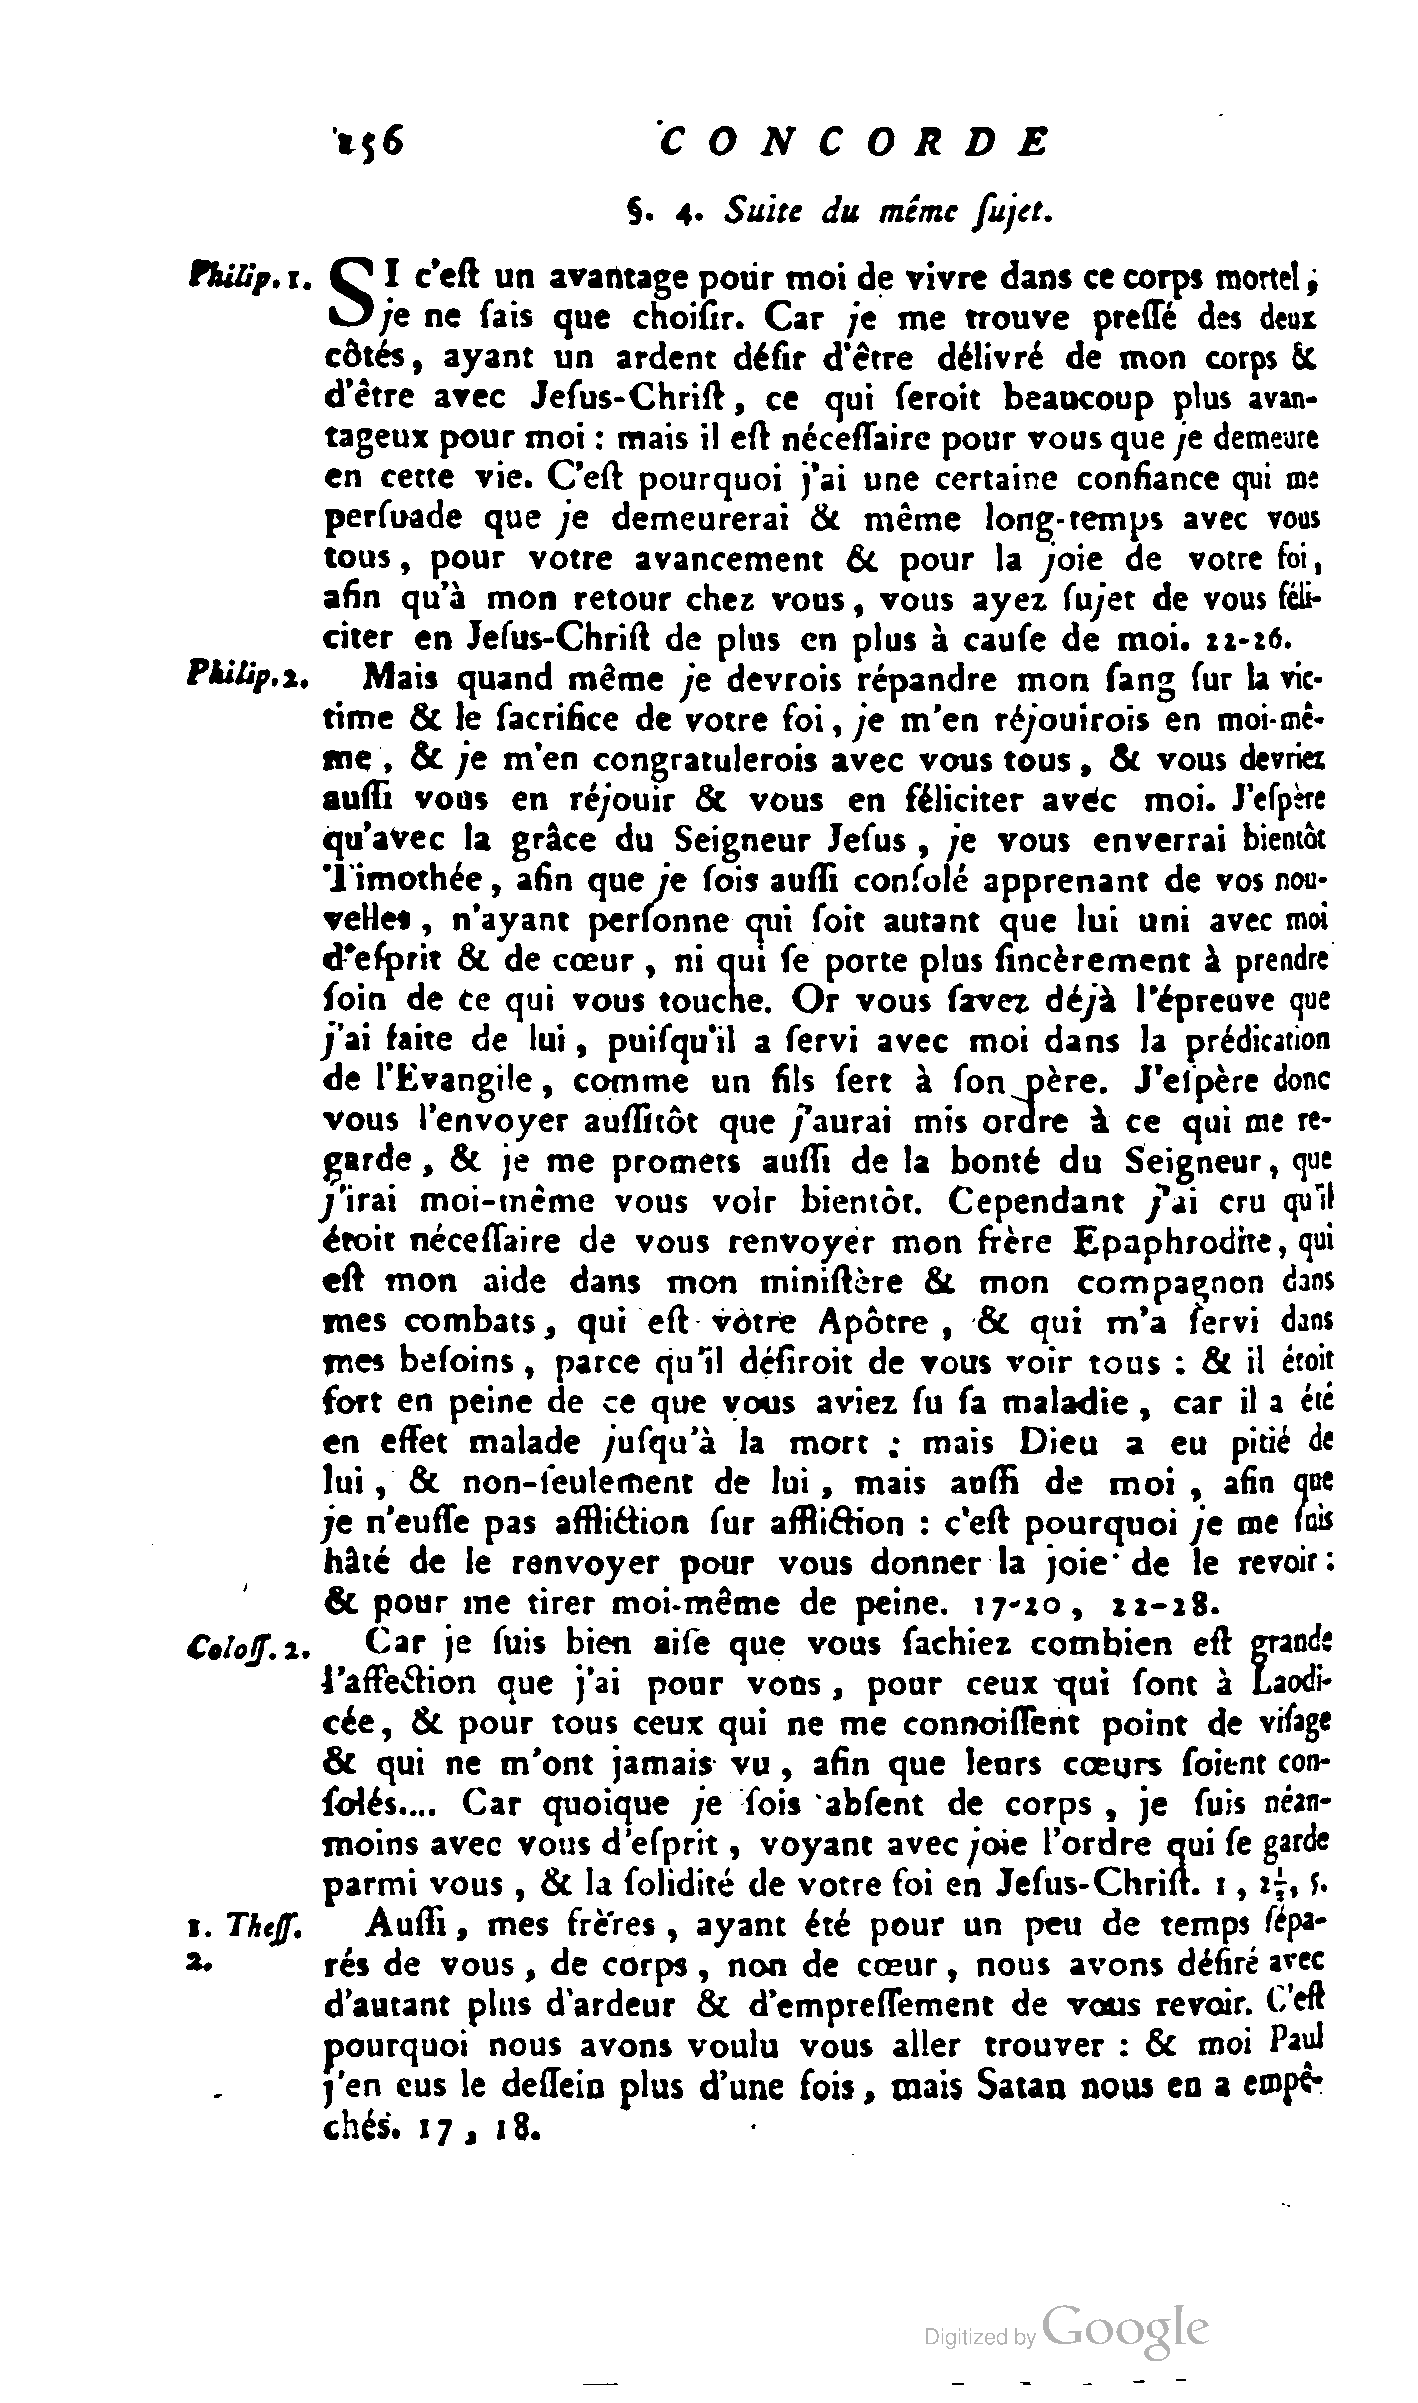 256 CONCORDE
§. 4. Suite du même ſujet.
Philip. 1. SI c'eſt un avantage pour moi de vivre dans ce corps mortel;
je ne ſais que choiſir. Car je me trouve preſſé des deux
côtés, ayant un ardent déſir d'être délivré de mon corps &
d'être avec Jeſus-Chriſt, ce qui ſeroit beaucoup plus avan-
tageux pour moi : mais il eſt néceſſaire pour vous que je demeure
en cette vie. C'eſt pourquoi j'ai une certaine confiance qui me
perſuade que je demeurerai & même long-temps avec vous
tous, pour votre avancement & pour la joie de votre foi,
afin qu'à mon retour chez vous, vous ayez ſujet de vous féli-
citer en Jeſus-Chriſt de plus en plus à cauſe de moi. 22-26.
Philip. 2. Mais quand même je devrois répandre mon ſang ſur la vic-
time & le ſacrifice de votre foi, je m'en réjouirois en moi-mê-
me, & je m'en congratulerois avec vous tous, & vous devriez
auſſi vous en réjouir & vous en féliciter avec moi. J'eſpère
qu'avec la grâce du Seigneur Jeſus, je vous enverrai bientôt
Timothée, afin que je ſois auſſi conſolé apprenant de vos nou-
velles, n'ayant perſonne qui ſoit autant que lui uni avec moi
d'eſprit & de cœur, ni qui ſe porte plus ſincèrement à prendre
ſoin de ce qui vous touche. Or vous ſavez déjà l'épreuve que
j'ai faite de lui, puiſqu'il a ſervi avec moi dans la prédication
de l'Evangile, comme un fils ſert à ſon père. J'eſpère donc
vous l'envoyer auſſitôt que j'aurai mis ordre à ce qui me re-
garde, & je me promets auſſi de la bonté du Seigneur, que
j'irai moi-même vous voir bientôt. Cependant j'ai cru qu'il
étoit néceſſaire de vous renvoyer mon frère Epaphrodite, qui
eſt mon aide dans mon miniſtère & mon compagnon dans
mes combats, qui eſt votre Apôtre, & qui m'a ſervi dans
mes beſoins, parce qu'il déſiroit de vous voir tous : & il étoit
fort en peine de ce que vous aviez ſu ſa maladie, car il a été
en effet malade juſqu'à la mort ; mais Dieu a eu pitié de
lui, & non-ſeulement de lui, mais auſſi de moi, afin que
je n'euſſe pas affliction ſur affliction : c'eſt pourquoi je me ſuis
hâté de le renvoyer pour vous donner la joie de le revoir :
& pour me tirer moi-même de peine. 17-20, 22-28.
Coloſſ. 2. Car je ſuis bien aiſe que vous ſachiez combien eſt grande
l'affection que j'ai pour vous, pour ceux qui ſont à Laodi-
cée, & pour tous ceux qui ne me connoiſſent point de viſage
& qui ne m'ont jamais vu, afin que leurs cœurs ſoient con-
ſolés.... Car quoique je ſois abſent de corps, je ſuis néan-
moins avec vous d'eſprit, voyant avec joie l'ordre qui ſe garde
parmi vous, & la ſolidité de votre foi en Jeſus-Chriſt. 1, 2½, 5.
1. Theſſ. Auſſi, mes frères, ayant été pour un peu de temps ſépa-
2. rés de vous, de corps, non de cœur, nous avons déſiré avec
d'autant plus d'ardeur & d'empreſſement de vous revoir. C'eſt
pourquoi nous avons voulu vous aller trouver : & moi Paul
j'en eus le deſſein plus d'une fois, mais Satan nous en a empê-
chés. 17, 18.
Digitized by Google